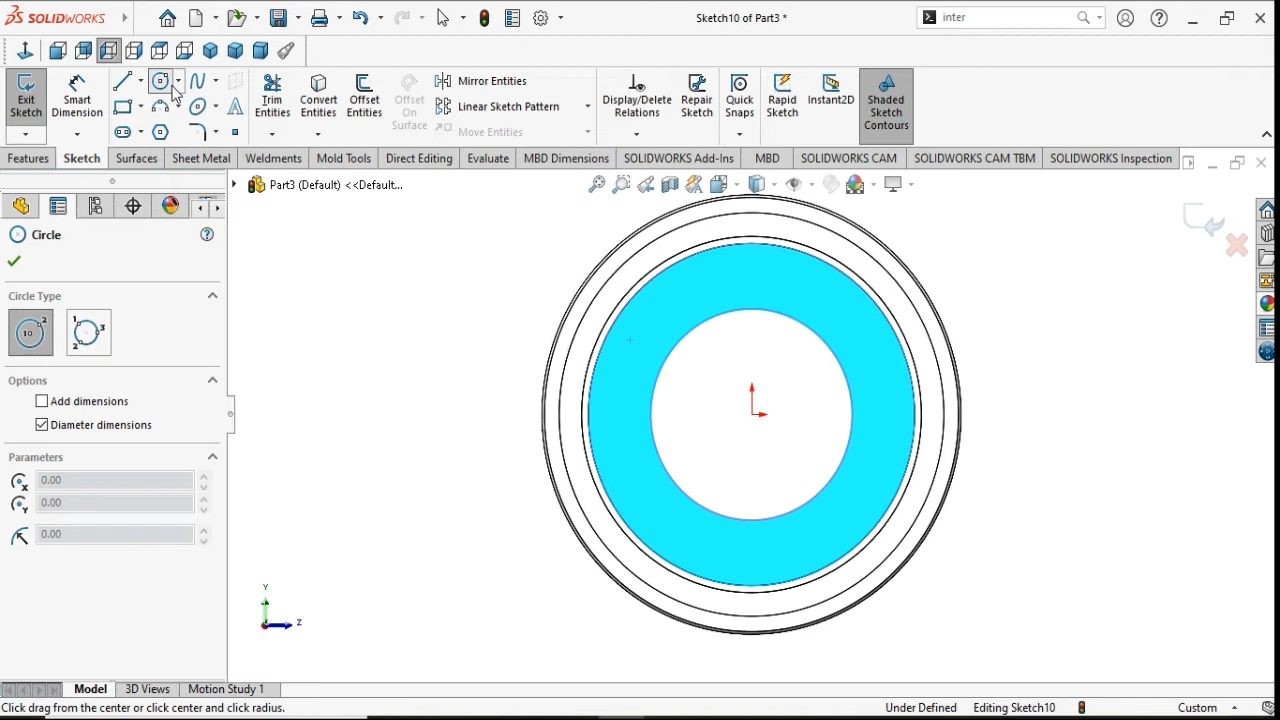 SOLIDWORKS
Sketch10 of Part3 *
inter
Exit Sketch
Smart Dimension
Trim Entities
Convert Entities
Offset Entities
Offset On Surface
Mirror Entities
Linear Sketch Pattern
Move Entities
Display/Delete Relations
Repair Sketch
Quick Snaps
Rapid Sketch
Instant2D
Shaded Sketch Contours
Features
Sketch
Surfaces
Sheet Metal
Weldments
Mold Tools
Direct Editing
Evaluate
MBD Dimensions
SOLIDWORKS Add-Ins
MBD
SOLIDWORKS CAM
SOLIDWORKS CAM TBM
SOLIDWORKS Inspection
Part3 (Default) <<Default...
Circle
Circle Type
Options
Add dimensions
Diameter dimensions
Parameters
0.00
0.00
0.00
Y
Z
Model
3D Views
Motion Study 1
Click drag from the center or click center and click radius.
Under Defined
Editing Sketch10
Custom